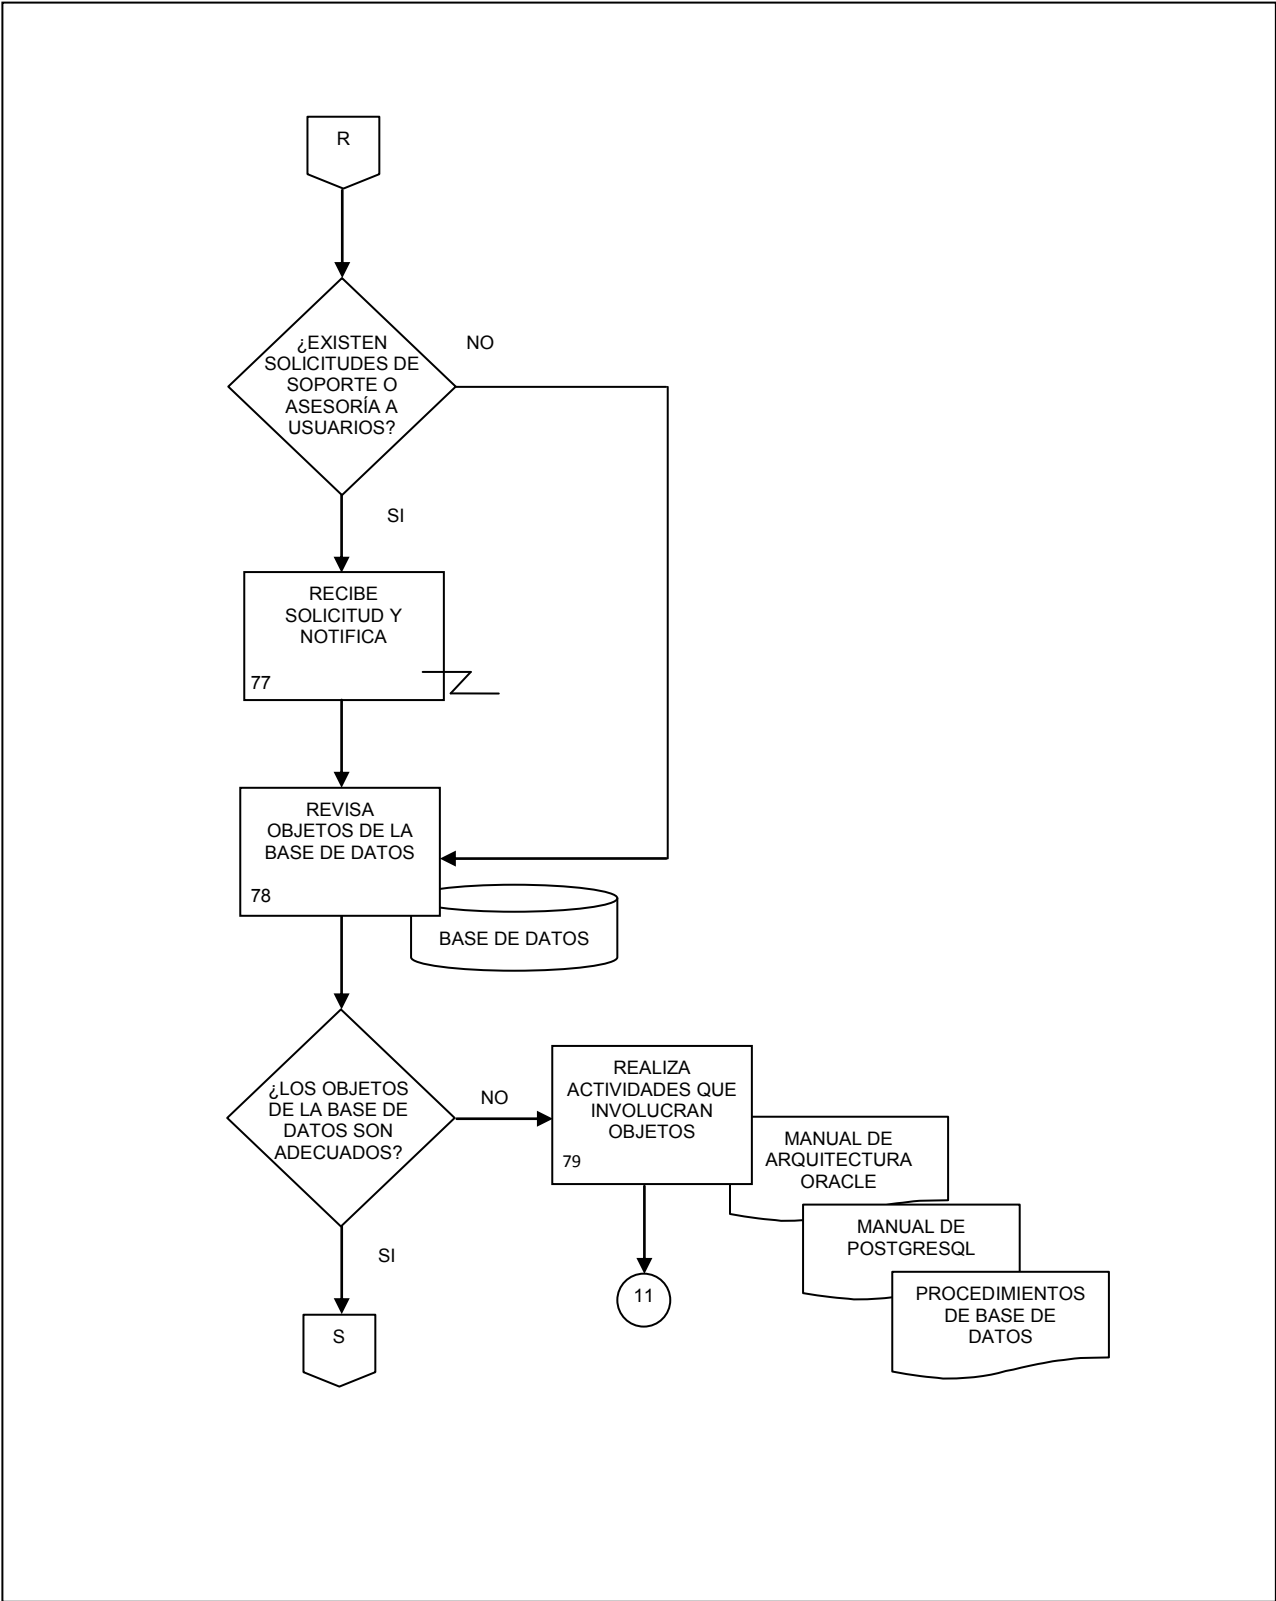 R
¿EXISTEN
SOLICITUDES DE
SOPORTE O
ASESORÍA A
USUARIOS?
NO
SI
RECIBE
SOLICITUD Y
NOTIFICA
77
REVISA
OBJETOS DE LA
BASE DE DATOS
78
BASE DE DATOS
¿LOS OBJETOS
DE LA BASE DE
DATOS SON
ADECUADOS?
NO
REALIZA
ACTIVIDADES QUE
INVOLUCRAN
OBJETOS
79
MANUAL DE
ARQUITECTURA
ORACLE
MANUAL DE
POSTGRESQL
PROCEDIMIENTOS
DE BASE DE
DATOS
SI
11
S